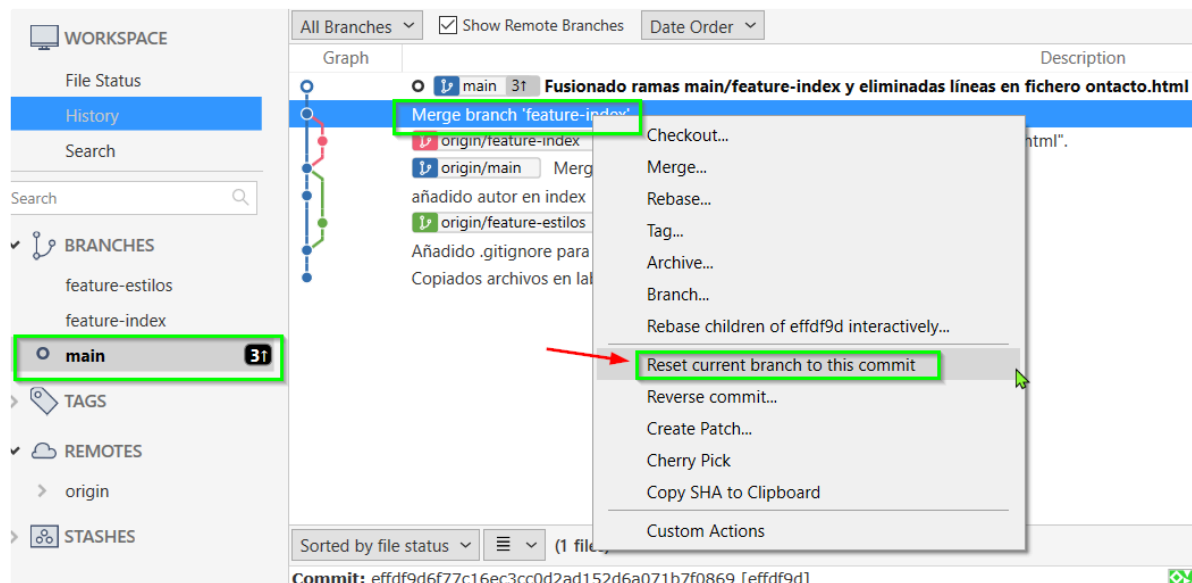 WORKSPACE
File Status
History
Search
Search
BRANCHES
feature-estilos
feature-index
main 3↑
TAGS
REMOTES
origin
STASHES
All Branches Show Remote Branches Date Order
Graph Description
main 3↑ Fusionado ramas main/feature-index y eliminadas líneas en fichero ontacto.html
Merge branch 'feature-index'
origin/feature-index html".
origin/main Merg
añadido autor en index
origin/feature-estilos
Añadido .gitignore para
Copiados archivos en la
Checkout...
Merge...
Rebase...
Tag...
Archive...
Branch...
Rebase children of effdf9d interactively...
Reset current branch to this commit
Reverse commit...
Create Patch...
Cherry Pick
Copy SHA to Clipboard
Custom Actions
Sorted by file status (1 file
Commit: effdf9d6f77c16ec3cc0d2ad152d6a071b7f0869 [effdf9d]